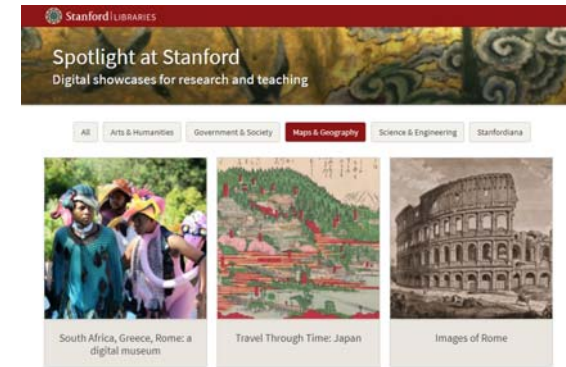 Stanford LIBRARIES
Spotlight at Stanford
Digital showcases for research and teaching
All Arts & Humanities Government & Society Maps & Geography Science & Engineering Stanfordiana
South Africa, Greece, Rome: a digital museum
Travel Through Time: Japan
Images of Rome